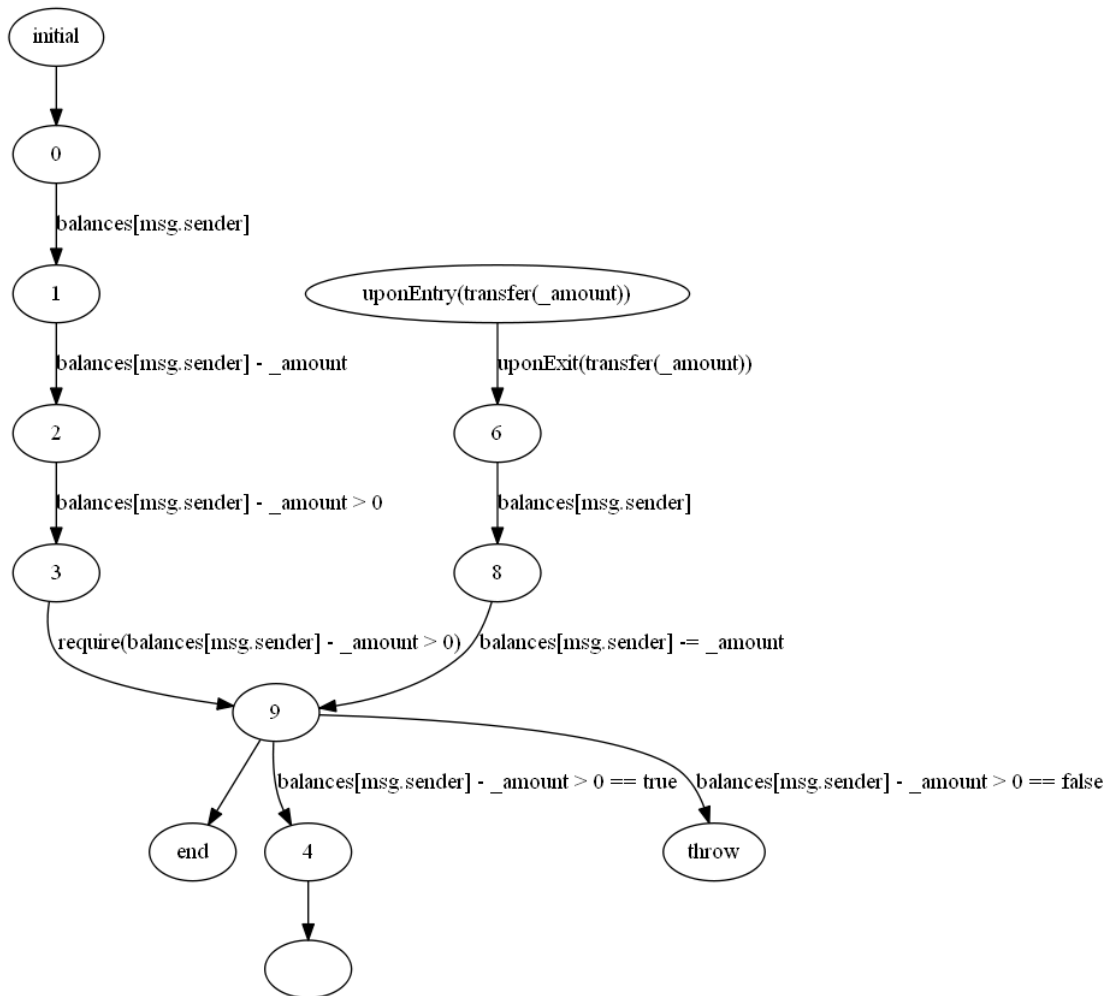 initial
0
balances[msg.sender]
1
uponEntry(transfer(_amount))
balances[msg.sender] - _amount
uponExit(transfer(_amount))
2
6
balances[msg.sender] - _amount > 0
balances[msg.sender]
3
8
require(balances[msg.sender] - _amount > 0)
balances[msg.sender] -= _amount
9
balances[msg.sender] - _amount > 0 == true
balances[msg.sender] - _amount > 0 == false
end
4
throw